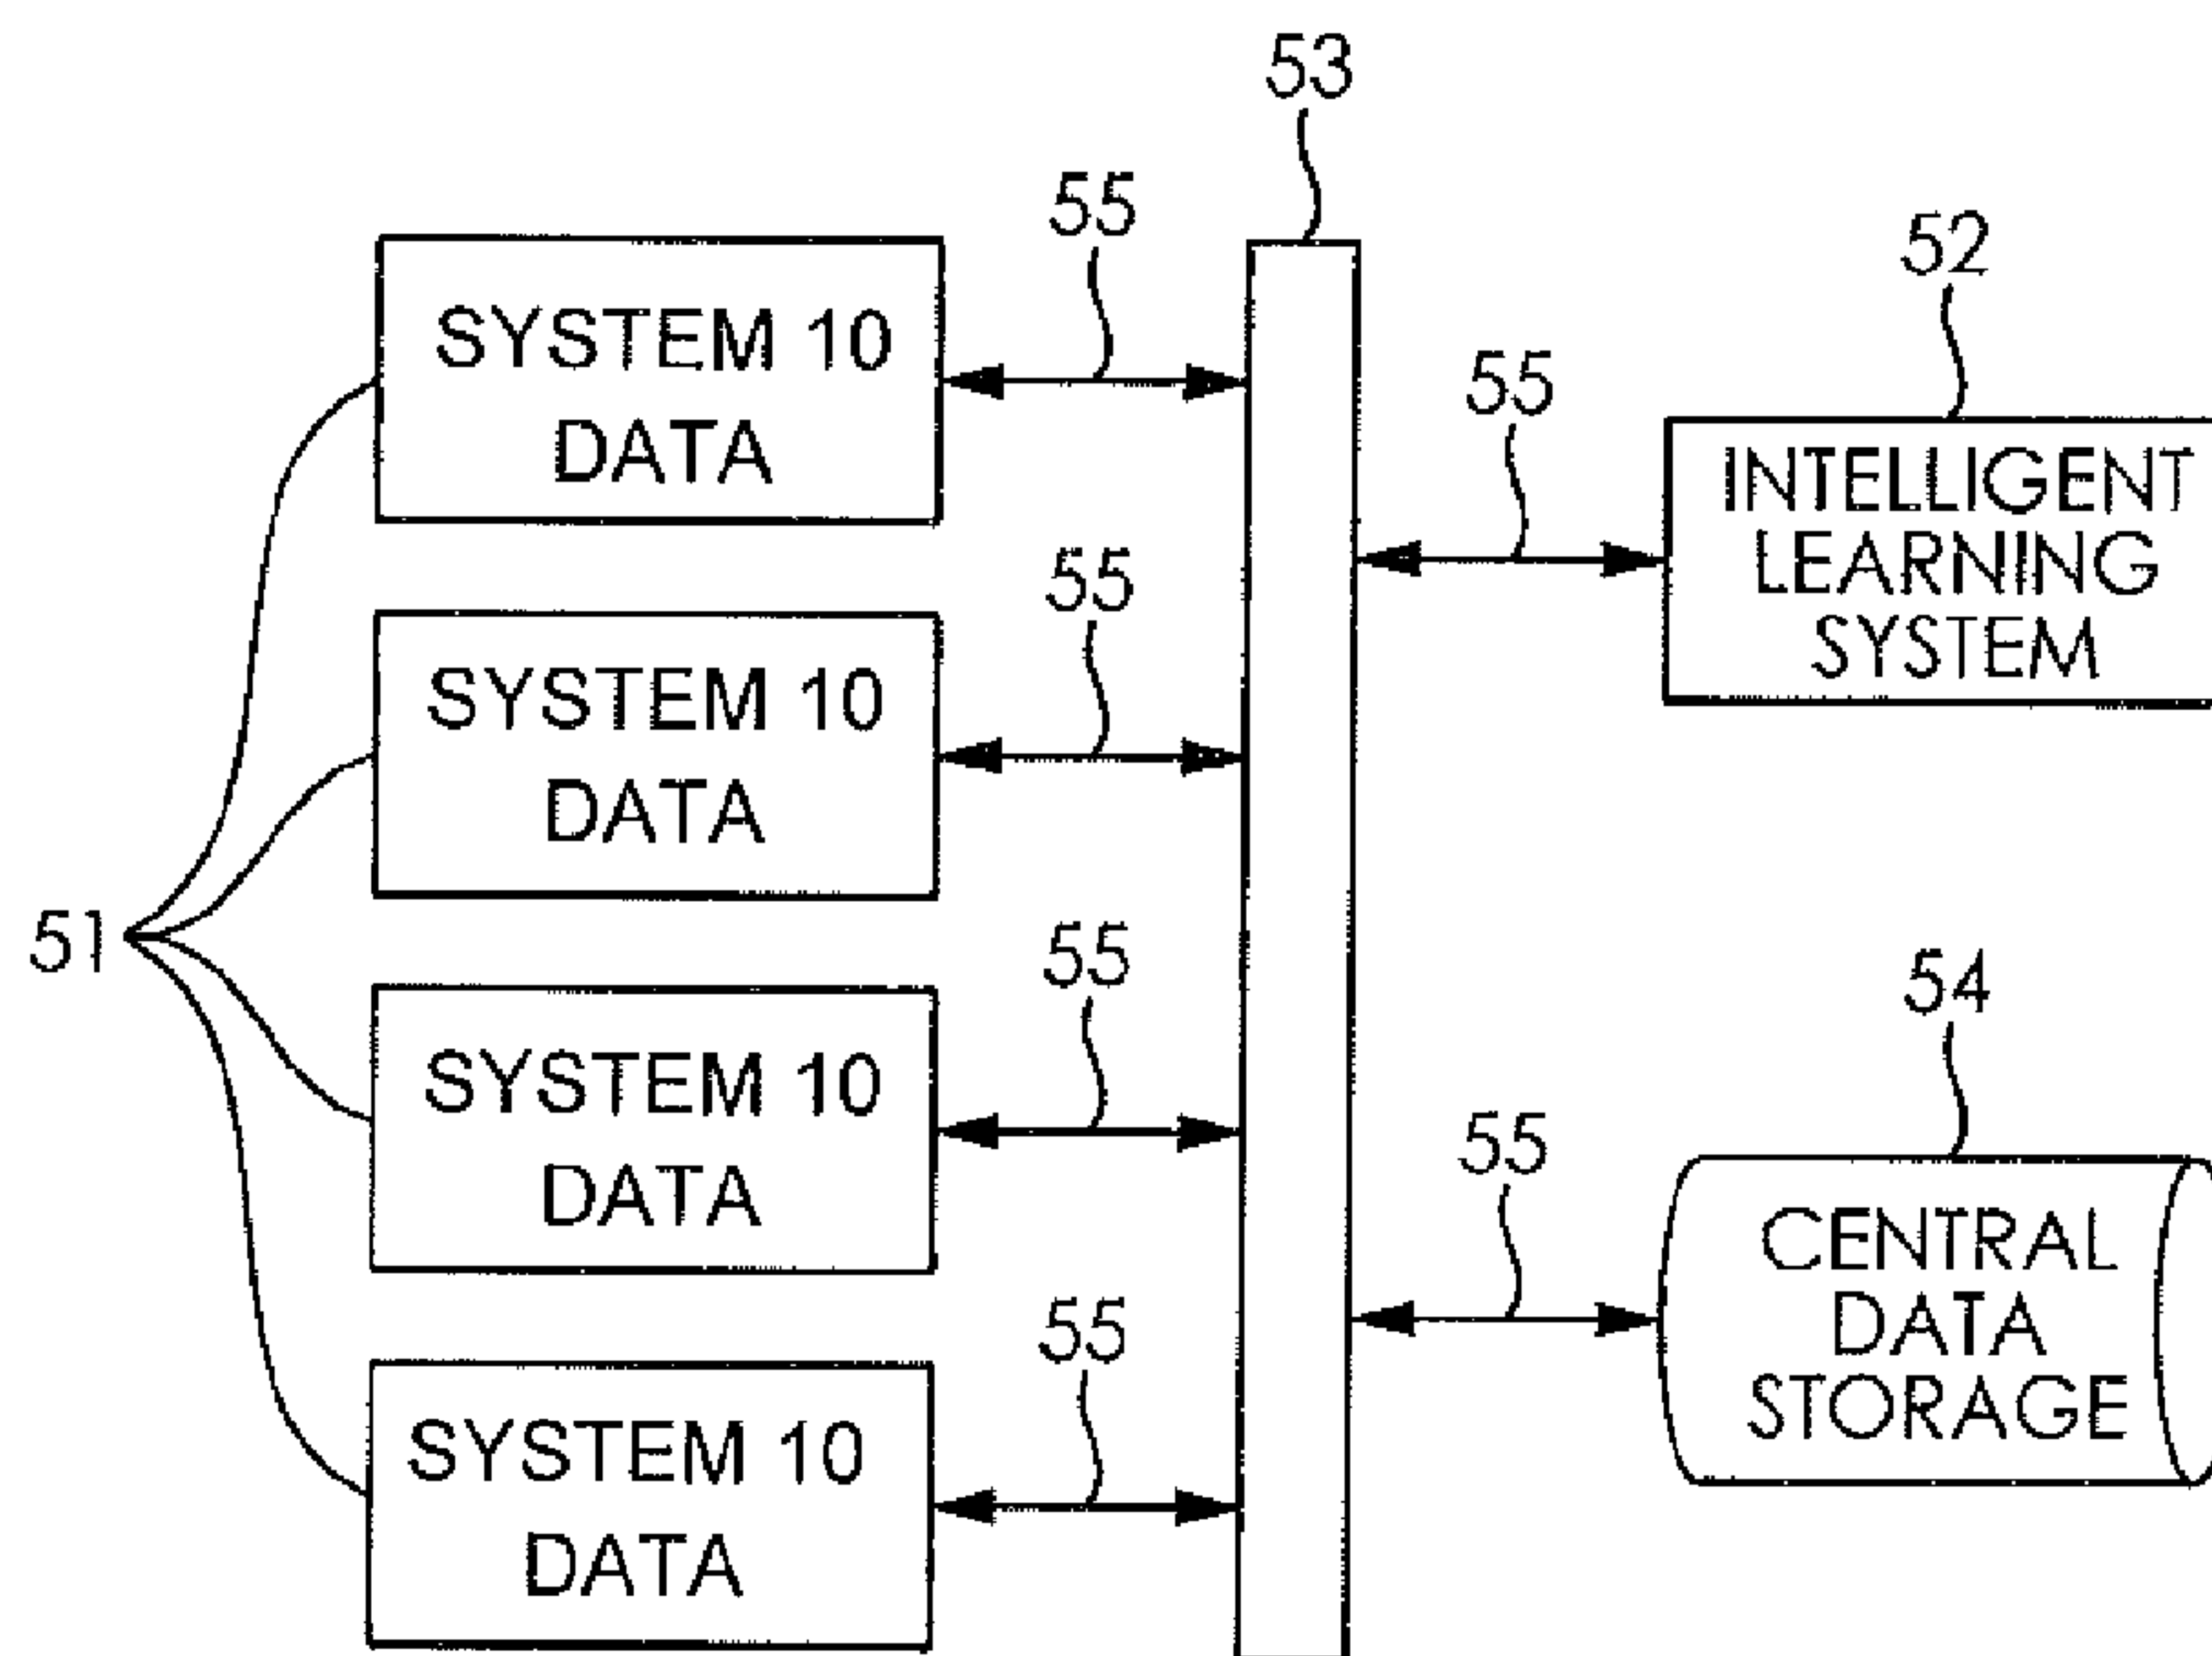 53
55
52
SYSTEM 10
DATA
55
INTELLIGENT
LEARNING
SYSTEM
55
SYSTEM 10
DATA
51
55
54
SYSTEM 10
DATA
55
CENTRAL
DATA
STORAGE
55
SYSTEM 10
DATA